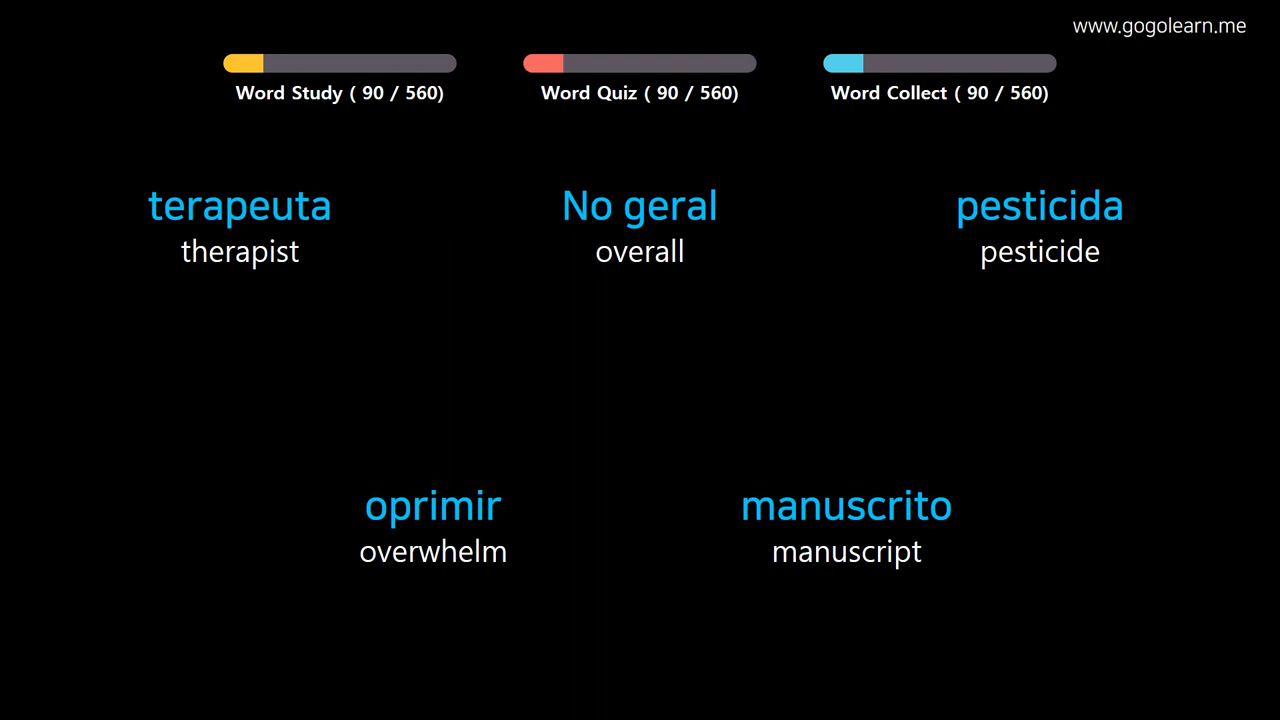 www.gogolearn.me
Word Study ( 90 / 560)
Word Quiz ( 90 / 560)
Word Collect ( 90 / 560)
terapeuta
therapist
No geral
overall
pesticida
pesticide
oprimir
overwhelm
manuscrito
manuscript